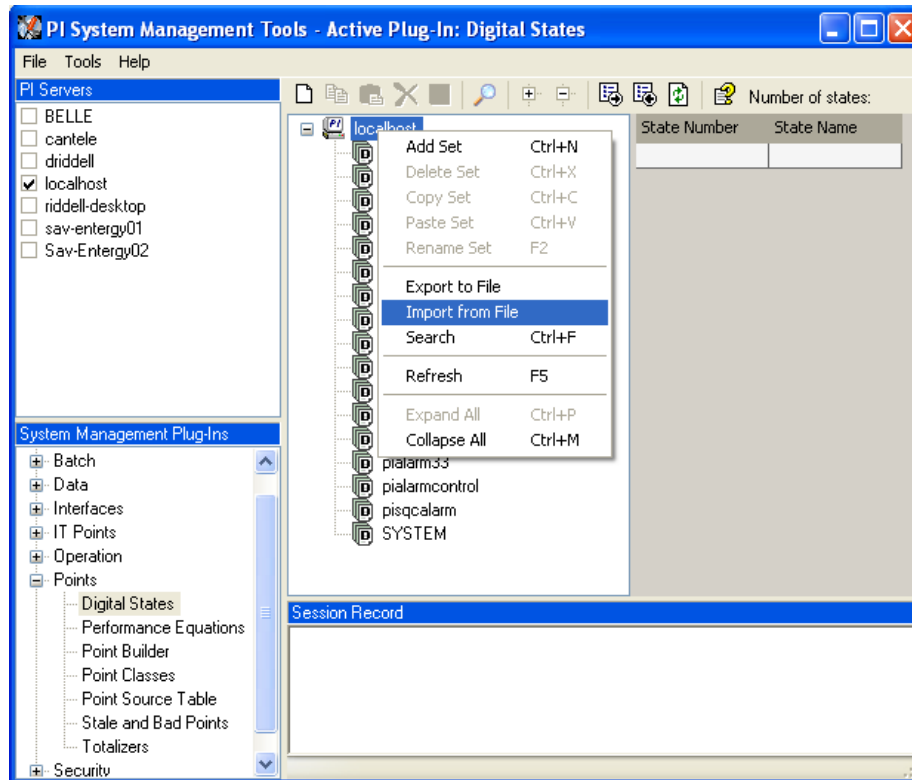 PI System Management Tools - Active Plug-In: Digital States
File Tools Help
PI Servers
BELLE
cantele
driddell
localhost
riddell-desktop
sav-entergy01
Sav-Entergy02
System Management Plug-Ins
Batch
Data
Interfaces
IT Points
Operation
Points
Digital States
Performance Equations
Point Builder
Point Classes
Point Source Table
Stale and Bad Points
Totalizers
Security
Number of states:
localhost
Add Set Ctrl+N
Delete Set Ctrl+X
Copy Set Ctrl+C
Paste Set Ctrl+V
Rename Set F2
Export to File
Import from File
Search Ctrl+F
Refresh F5
Expand All Ctrl+P
Collapse All Ctrl+M
pialarm33
pialarmcontrol
pisqcalarm
SYSTEM
State Number State Name
Session Record